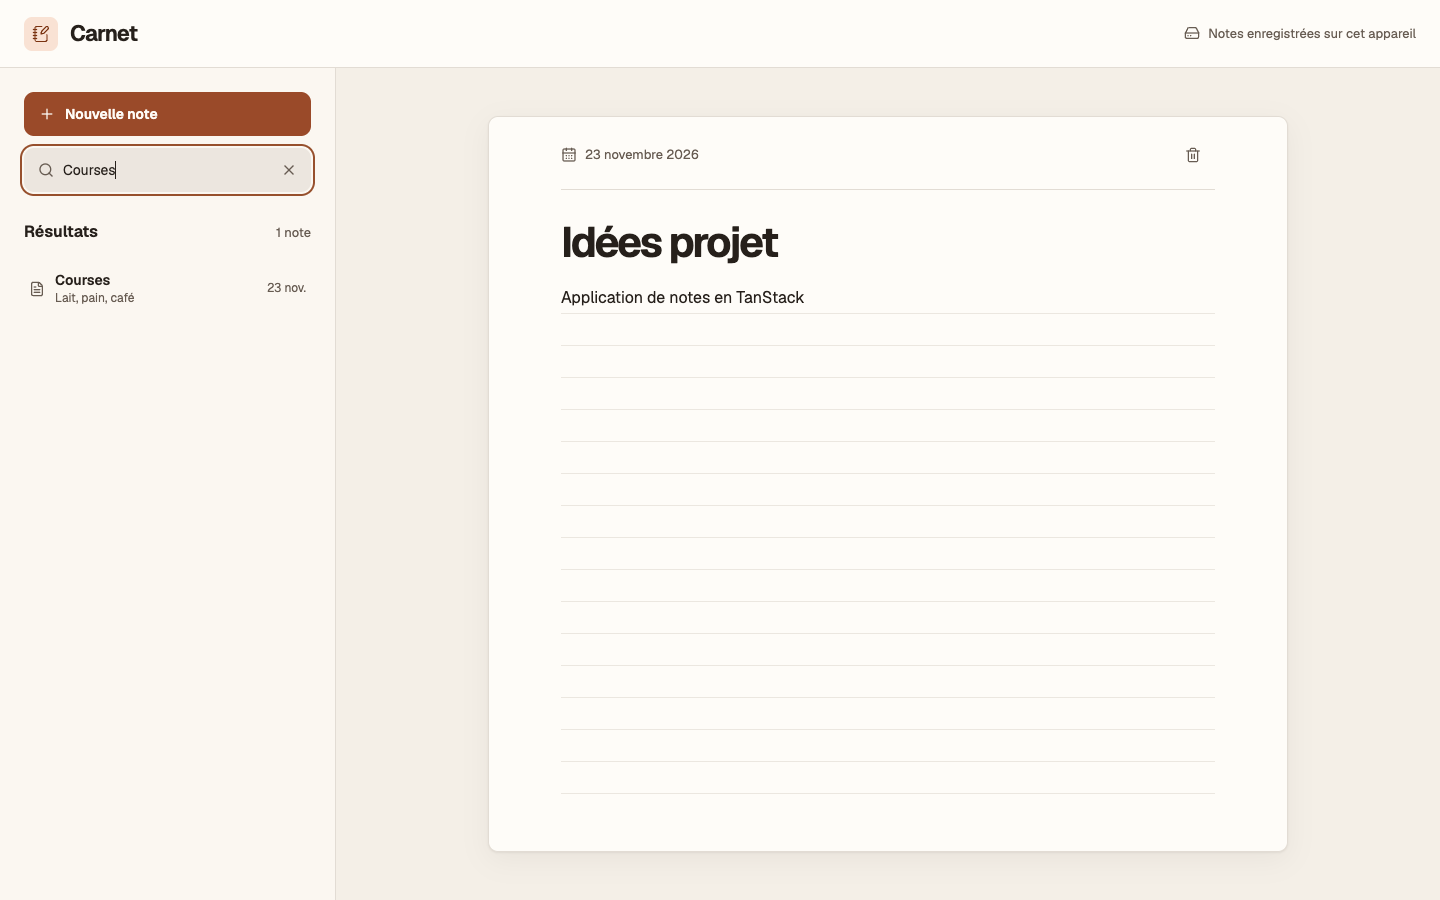 Carnet
Notes enregistrées sur cet appareil
Nouvelle note
Courses
Résultats
1 note
Courses
Lait, pain, café
23 nov.
23 novembre 2026
Idées projet
Application de notes en TanStack